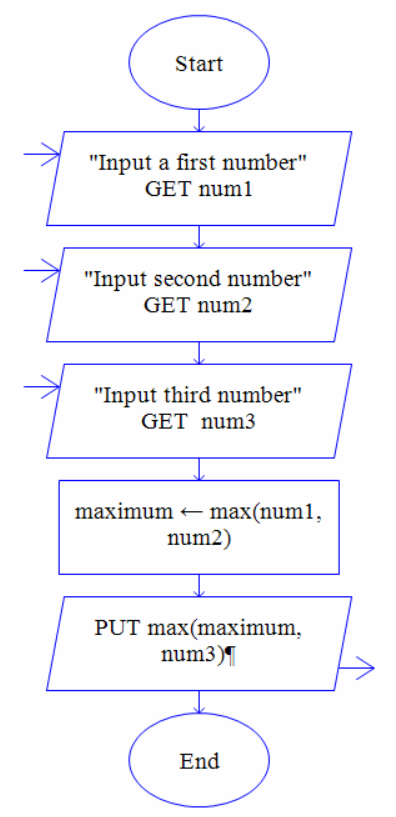 Start
"Input a first number"
GET num1
"Input second number"
GET num2
"Input third number"
GET  num3
maximum ← max(num1,
num2)
PUT max(maximum,
num3)¶
End